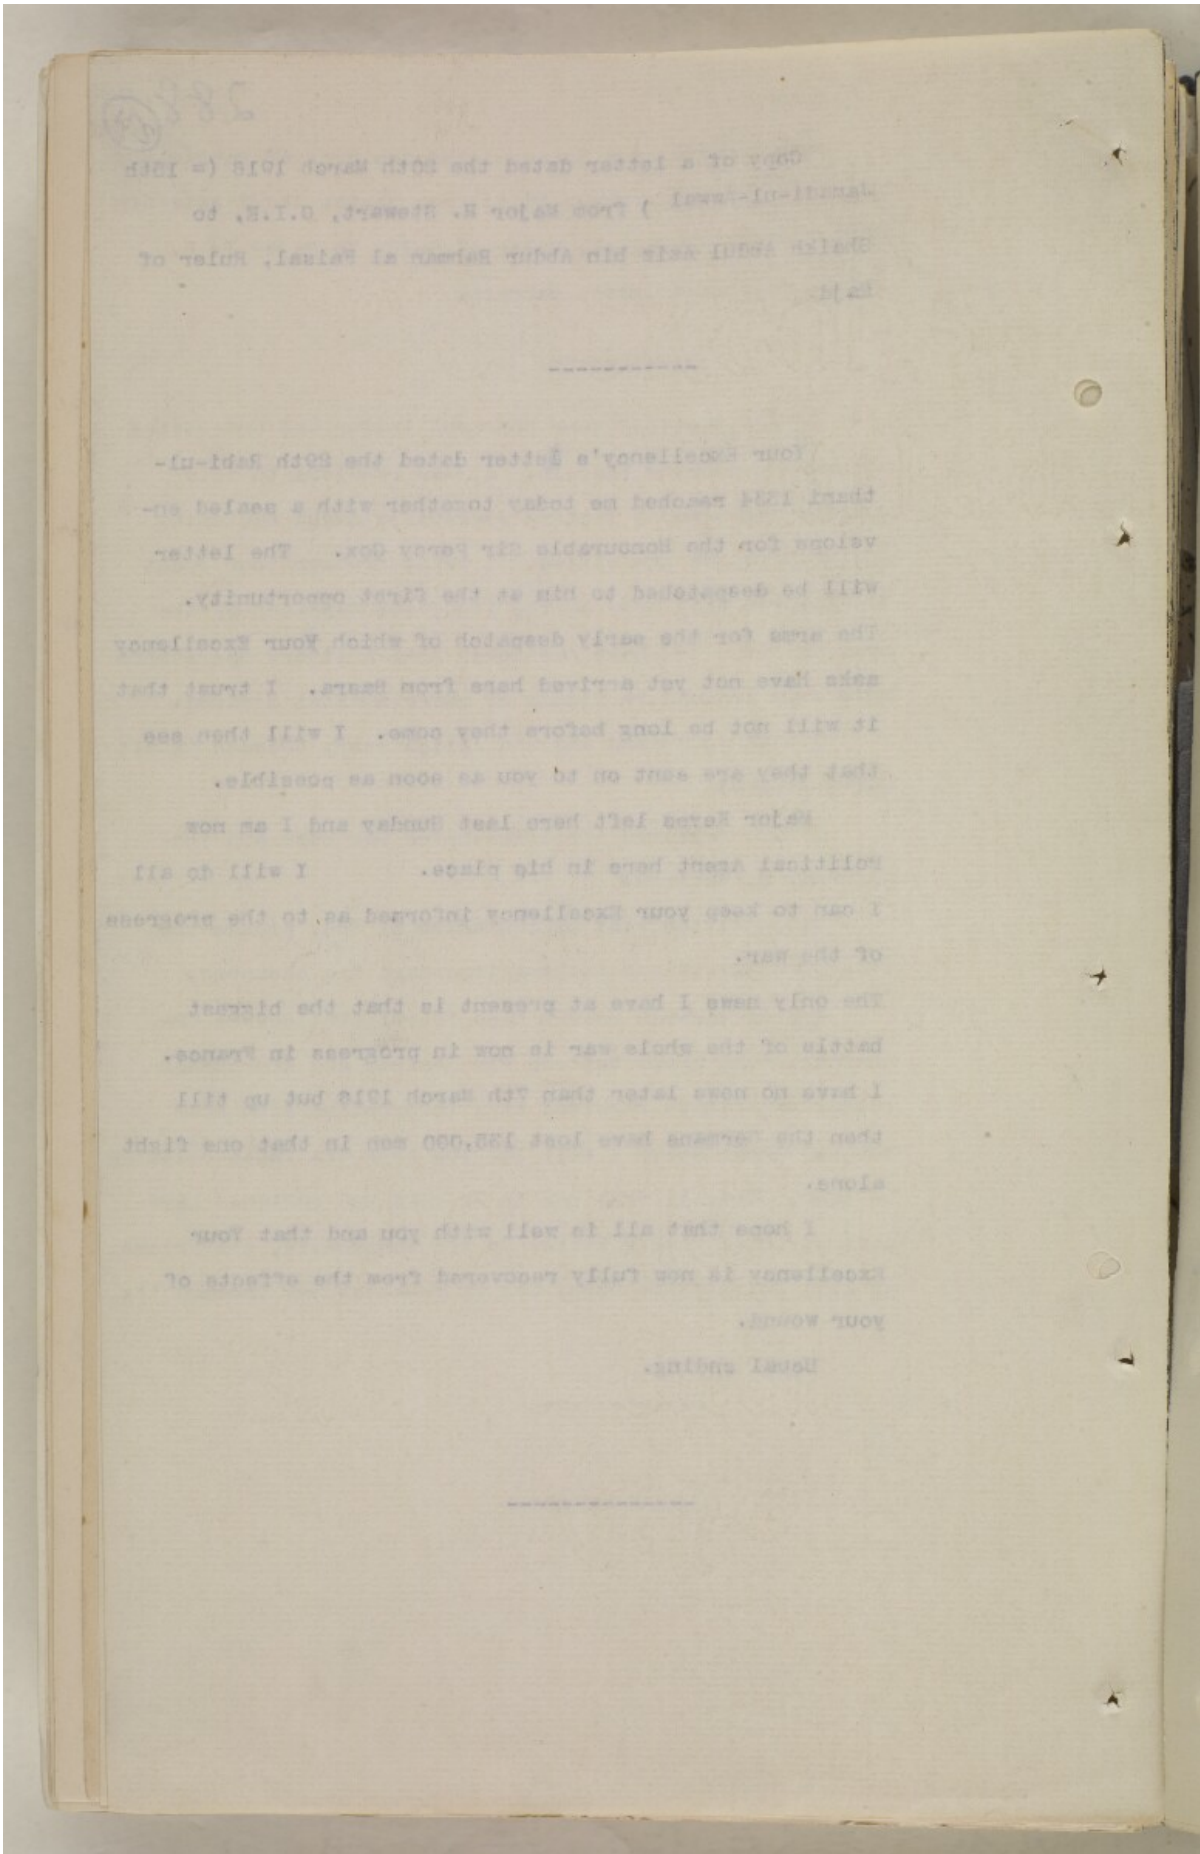 288
Copy of a letter dated the 20th March 1916 (= 15th
Jamadi-ul-Awal ) from Major H. Stewart, C.I.E, to
Shaikh Abdul Aziz bin Abdur Rahman al Faisal, Ruler of
Najd.
-----------
Your Excellency's letter dated the 29th Rabi-ul-
thani 1334 reached me today together with a sealed en-
velope for the Honourable Sir Percy Cox. The letter
will be despatched to him at the first opportunity.
The arms for the early despatch of which Your Excellency
asks Have not yet arrived here from Basra. I trust that
it will not be long before they come. I will then see
that they are sent on to you as soon as possible.
Major Keyes left here last Sunday and I am now
Political Agent here in his place. I will do all
I can to keep your Excellency informed as to the progress
of the war.
The only news I have at present is that the biggest
battle of the whole war is now in progress in France.
I have no news later than 7th March 1916 but up till
then the Germans have lost 135,000 men in that one fight
alone.
I hope that all is well with you and that Your
Excellency is now fully recovered from the effects of
your wound.
Usual ending.
--------------